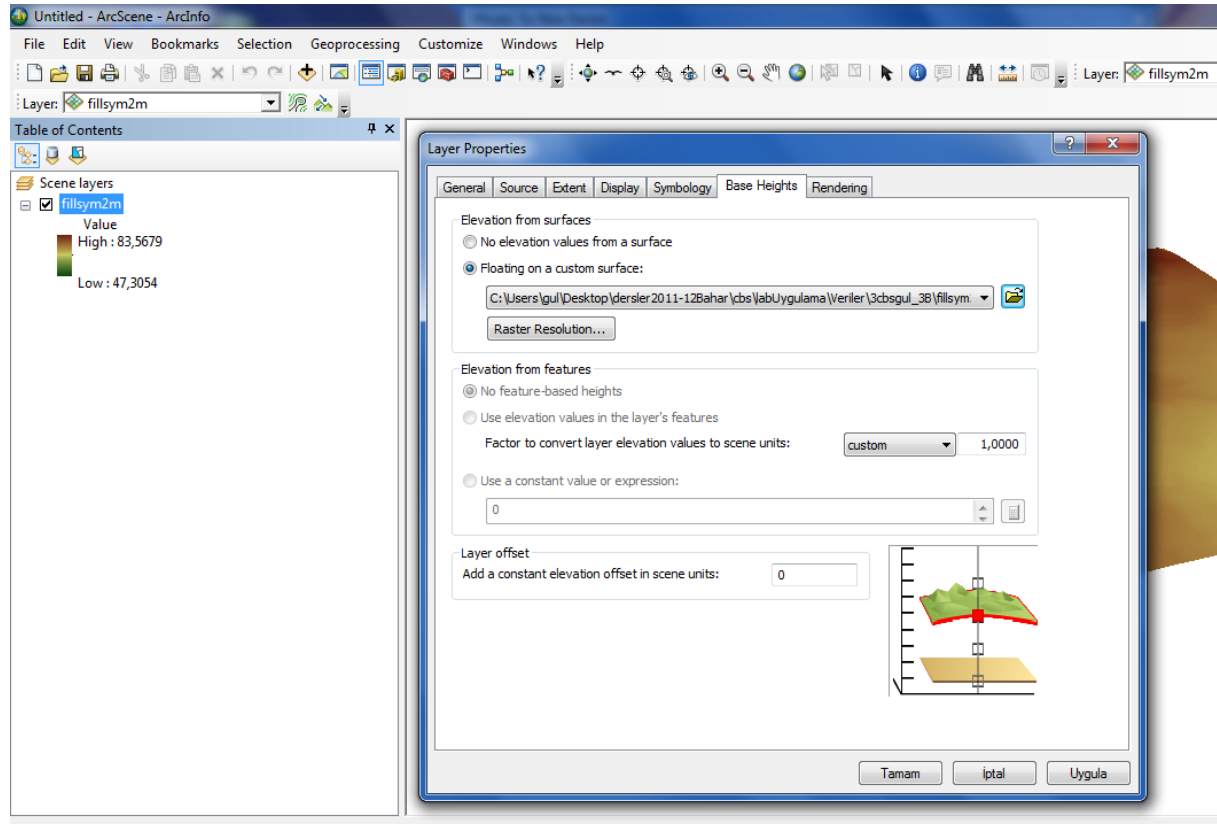 Untitled - ArcScene - ArcInfo
File Edit View Bookmarks Selection Geoprocessing Customize Windows Help
Layer: fillsym2m
Layer: fillsym2m
Table of Contents
Scene layers
fillsym2m
Value
High : 83,5679
Low : 47,3054
Layer Properties
General Source Extent Display Symbology Base Heights Rendering
Elevation from surfaces
No elevation values from a surface
Floating on a custom surface:
C:\Users\gul\Desktop\dersler2011-12Bahar\cbs\labUygulama\Veriler\3cbsgul_3B\fillsym
Raster Resolution...
Elevation from features
No feature-based heights
Use elevation values in the layer's features
Factor to convert layer elevation values to scene units: custom 1,0000
Use a constant value or expression:
0
Layer offset
Add a constant elevation offset in scene units: 0
Tamam İptal Uygula